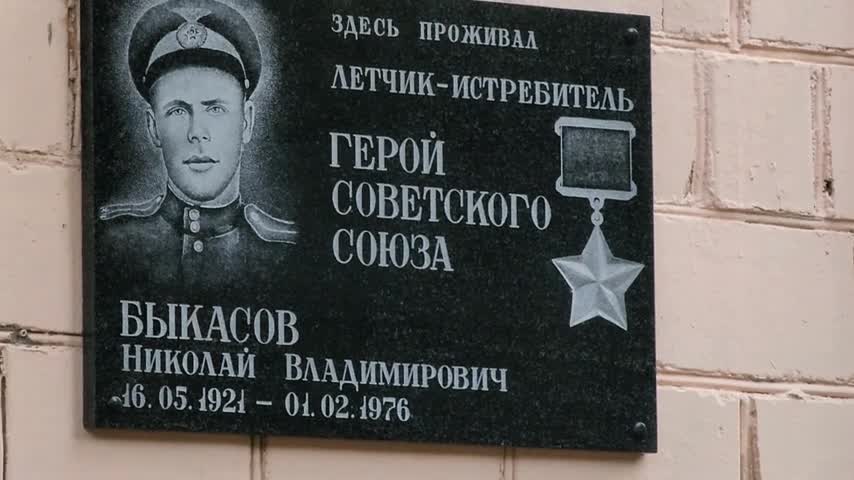 ЗДЕСЬ ПРОЖИВАЛ
ЛЕТЧИК-ИСТРЕБИТЕЛЬ
ГЕРОЙ
СОВЕТСКОГО
СОЮЗА
БЫКАСОВ
НИКОЛАЙ ВЛАДИМИРОВИЧ
16.05.1921 - 01.02.1976